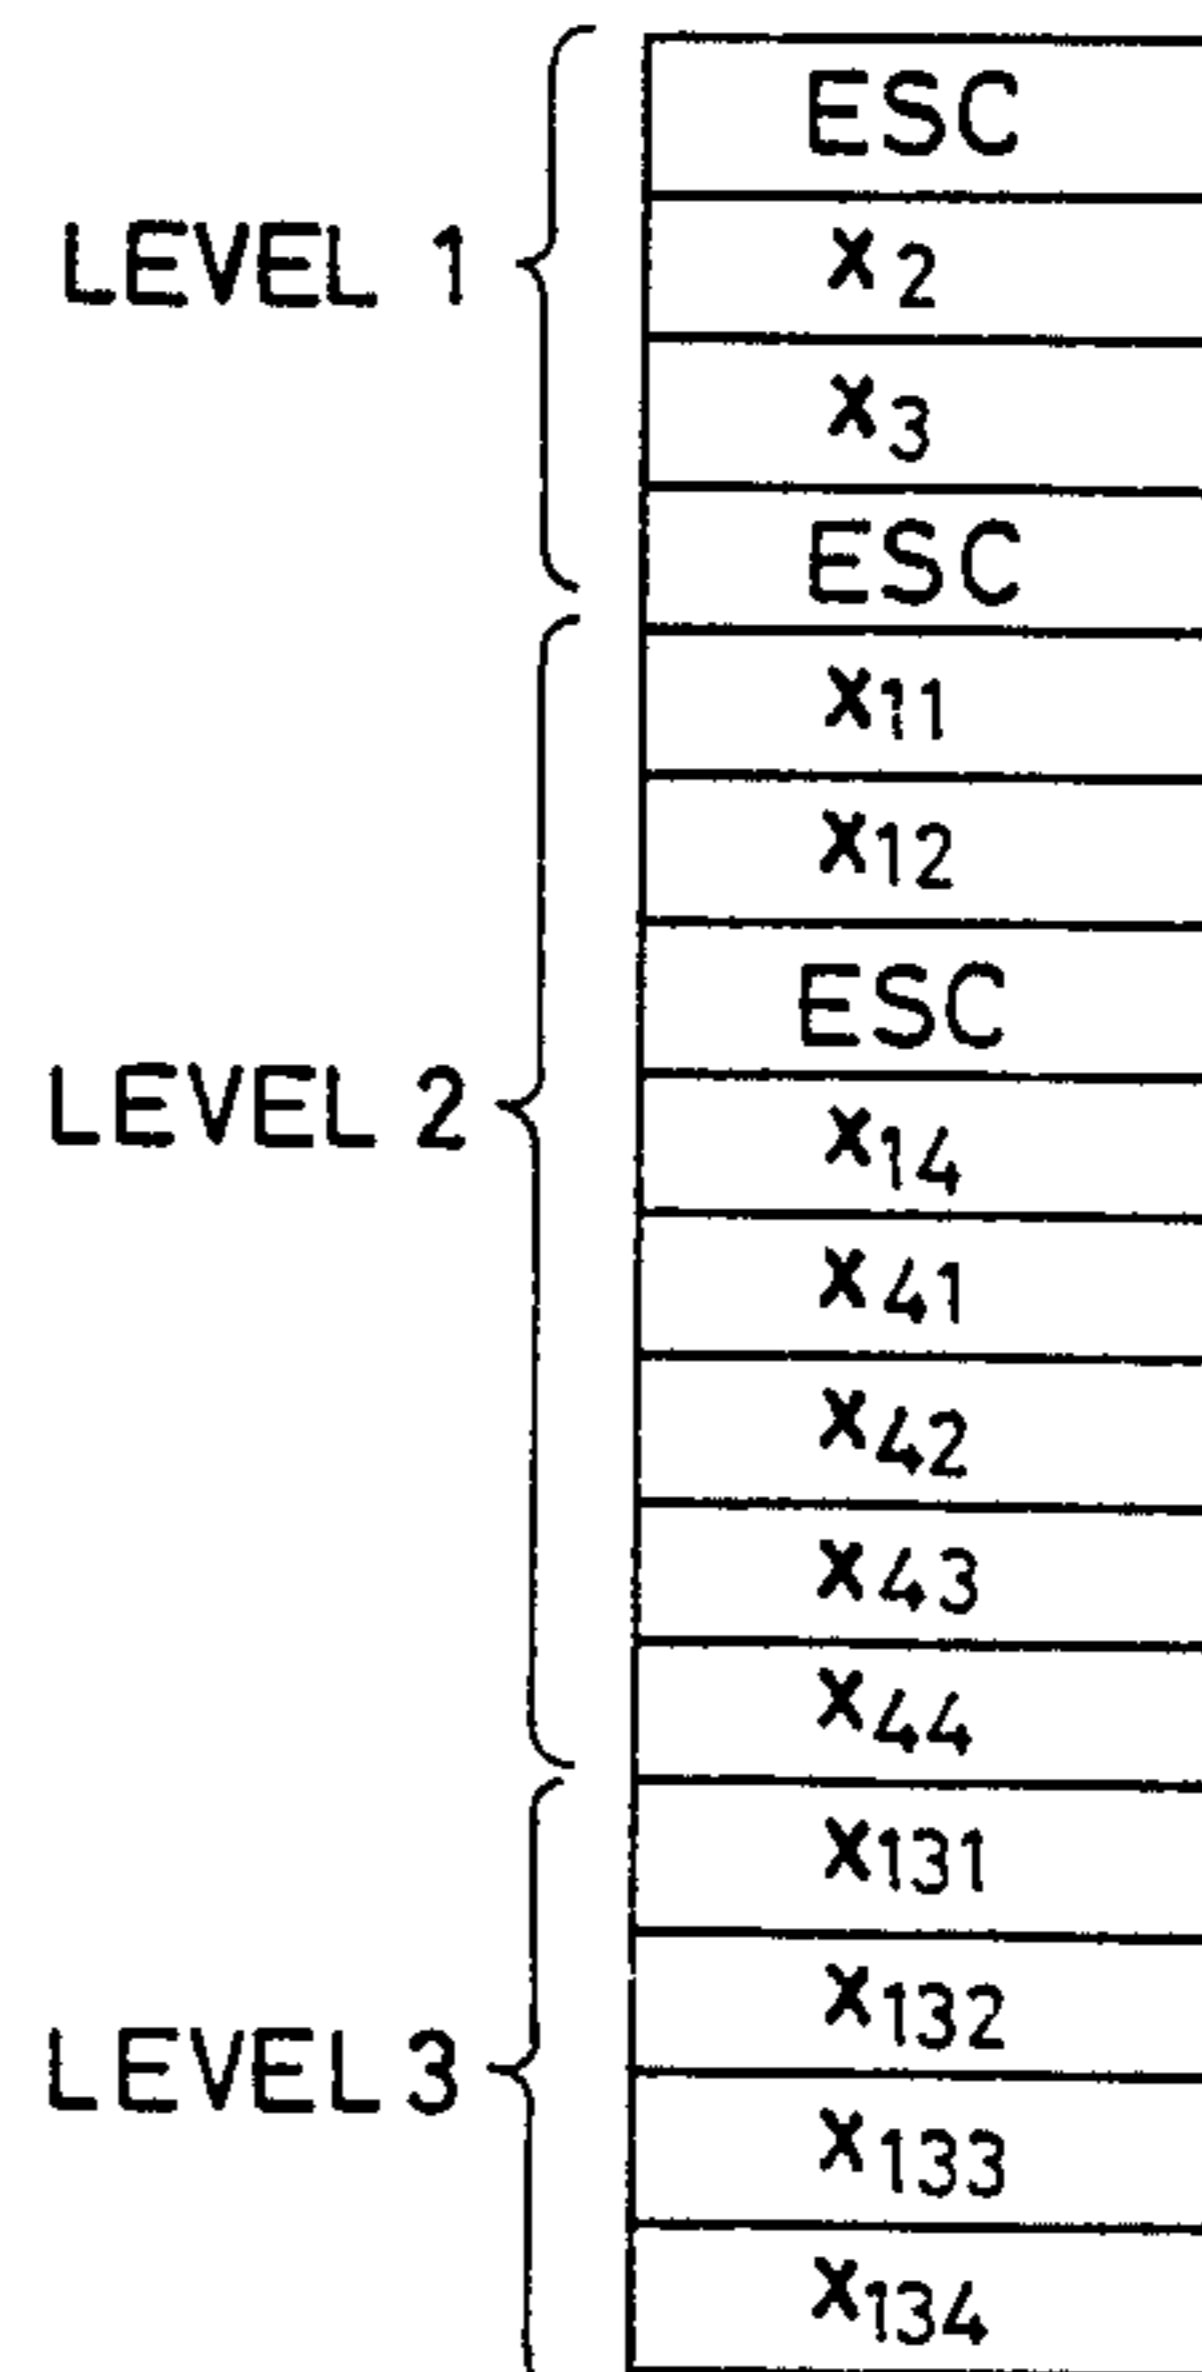 ESC
x2
LEVEL 1
x3
ESC
x11
x12
ESC
LEVEL 2
x14
x41
x42
x43
x44
x131
x132
LEVEL 3
x133
x134